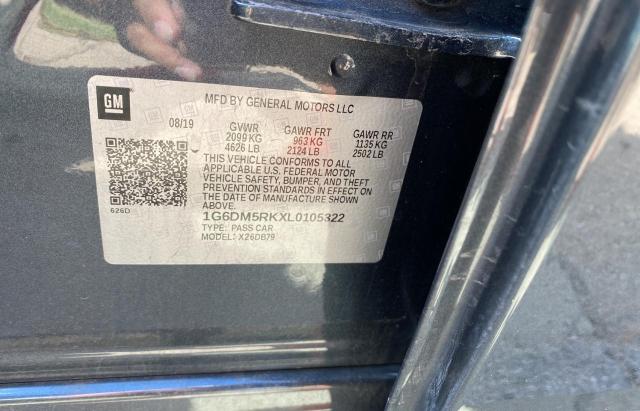 GM
MFD BY GENERAL MOTORS LLC
08/19 GVWR GAWR FRT GAWR RR
2099 KG 963 KG 1135 KG
4626 LB 2124 LB 2502 LB
THIS VEHICLE CONFORMS TO ALL
APPLICABLE U.S. FEDERAL MOTOR
VEHICLE SAFETY, BUMPER, AND THEFT
PREVENTION STANDARDS IN EFFECT ON
THE DATE OF MANUFACTURE SHOWN
ABOVE.
626D
1G6DM5RKXL0105322
TYPE: PASS CAR
MODEL: X26DB79